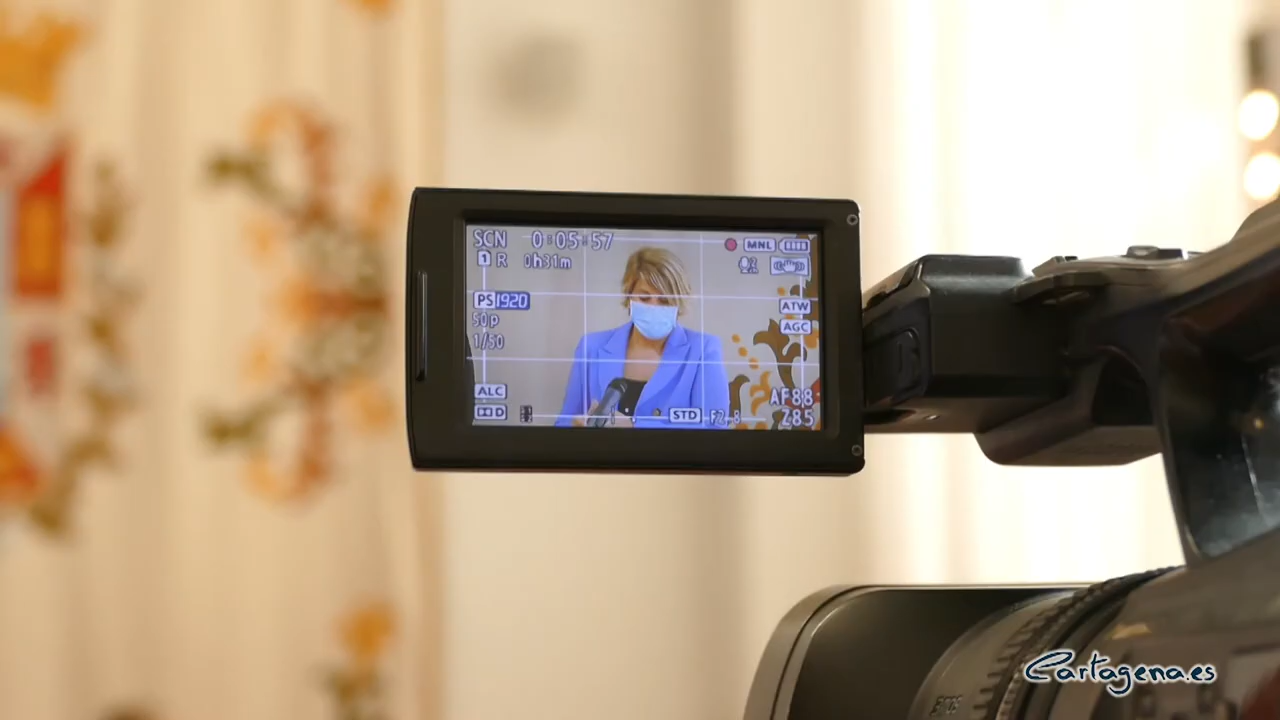 SCN 0:05:57
MNL
1 R 0h31m
PS 1920
ATW
50p
AGC
1/50
ALC
AF88
D
STD
F2.8
Z85
Cartagena.es